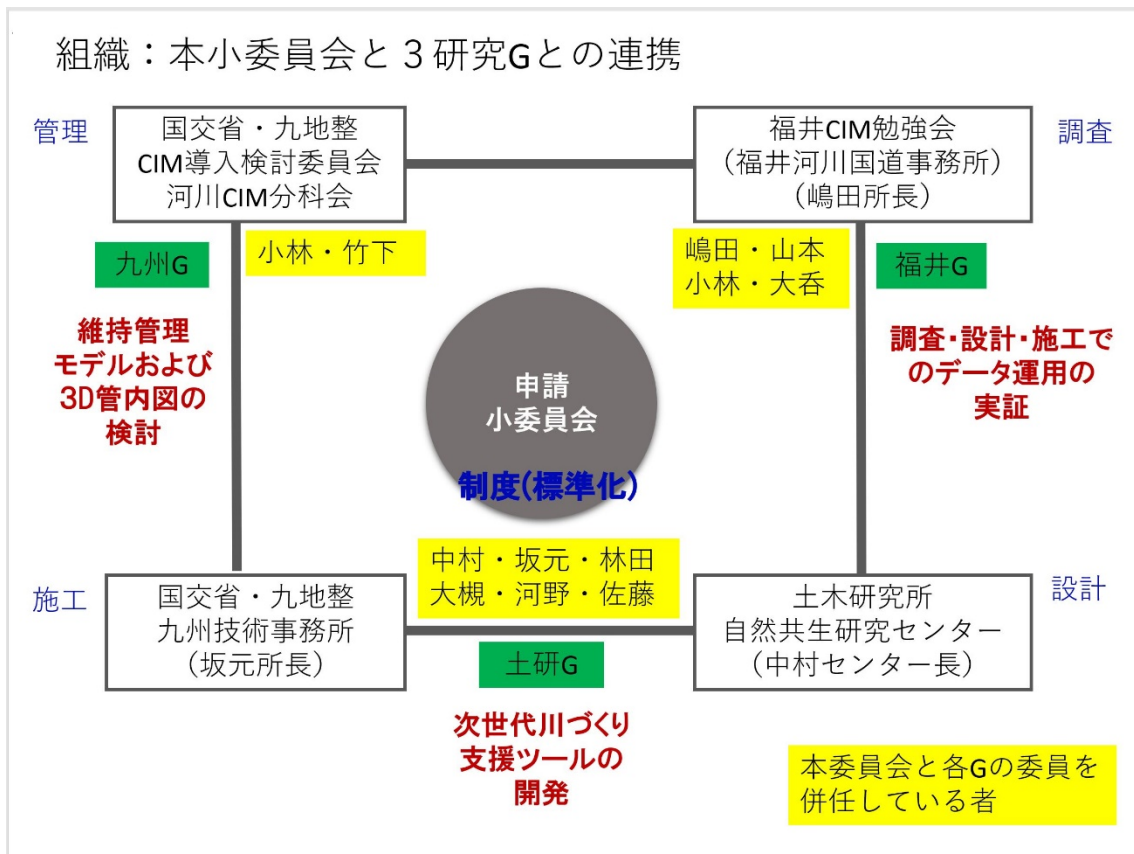 組織：本小委員会と３研究Gとの連携
管理
国交省・九地整
CIM導入検討委員会
河川CIM分科会
福井CIM勉強会
（福井河川国道事務所）
（嶋田所長）
調査
九州G
小林・竹下
嶋田・山本
小林・大呑
福井G
維持管理
モデルおよび
3D管内図の
検討
申請
小委員会
制度(標準化)
調査・設計・施工で
のデータ運用の
実証
中村・坂元・林田
大槻・河野・佐藤
施工
国交省・九地整
九州技術事務所
（坂元所長）
土木研究所
自然共生研究センター
（中村センター長）
設計
土研G
次世代川づくり
支援ツールの
開発
本委員会と各Gの委員を
併任している者